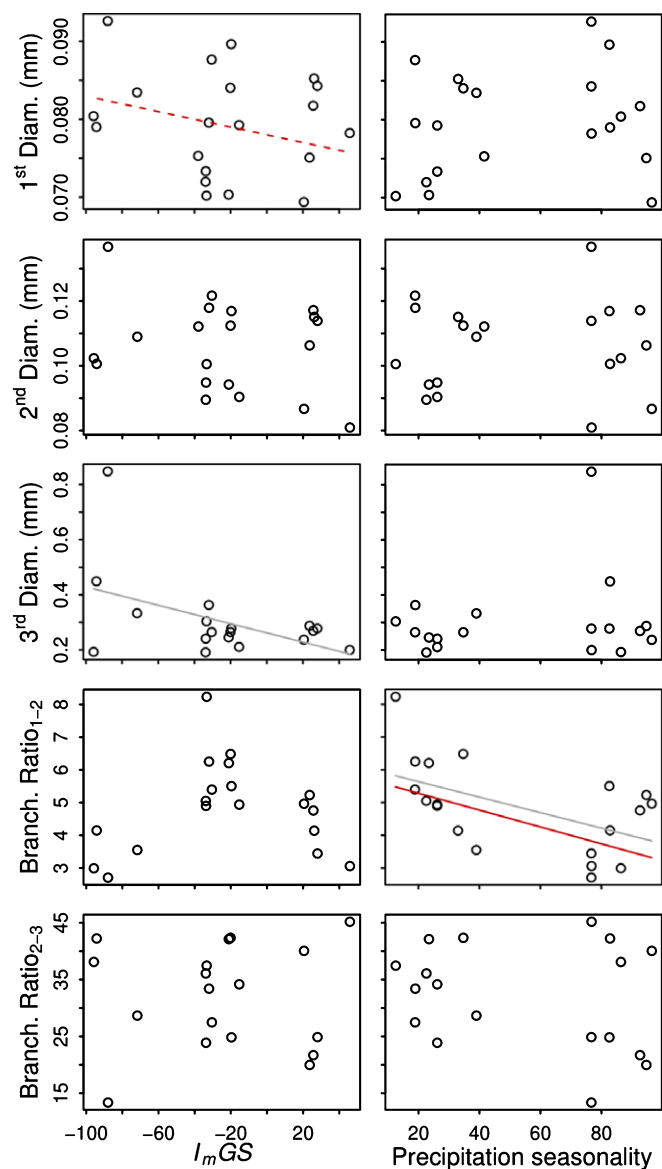 1st Diam. (mm)
0.070 0.080 0.090
2nd Diam. (mm)
0.08 0.10 0.12
3rd Diam. (mm)
0.2 0.4 0.6 0.8
Branch. Ratio1−2
3 4 5 6 7 8
Branch. Ratio2−3
15 25 35 45
−100 −60 −20 20
ImGS
20 40 60 80
Precipitation seasonality